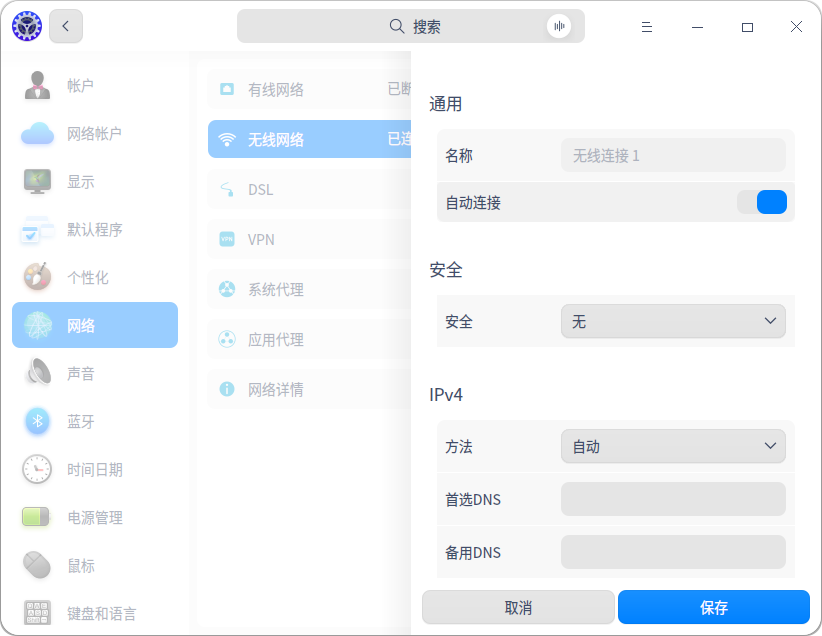 搜索
帐户
网络帐户
显示
默认程序
个性化
网络
声音
蓝牙
时间日期
电源管理
鼠标
键盘和语言
有线网络 已断
无线网络 已连
DSL
VPN
系统代理
应用代理
网络详情
通用
名称 无线连接 1
自动连接
安全
安全 无
IPv4
方法 自动
首选DNS
备用DNS
取消 保存